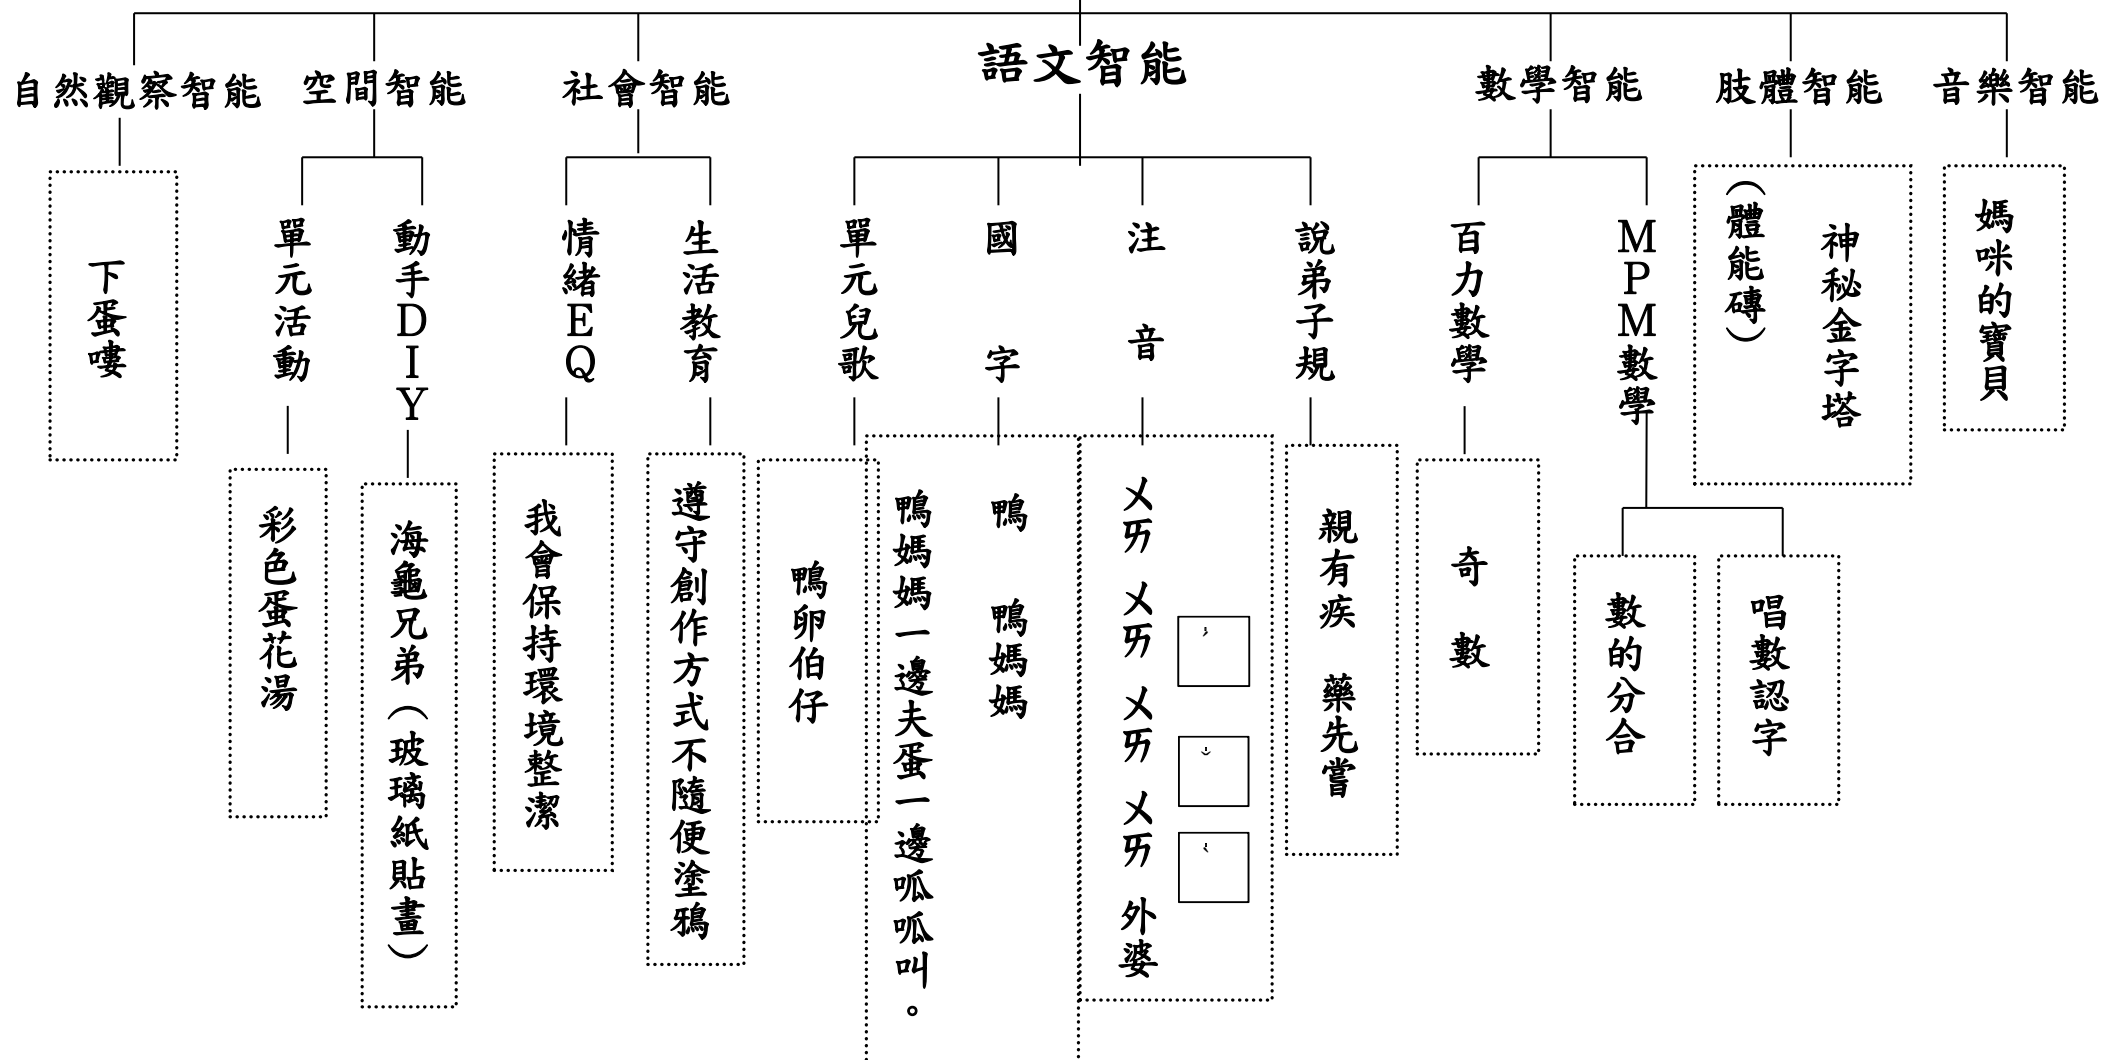 自然觀察智能
空間智能
社會智能
語文智能
數學智能
肢體智能
音樂智能
下蛋嘍
單元活動
動手DIY
情緒EQ
生活教育
單元兒歌
國字
注音
說弟子規
百力數學
MPM數學
神秘金字塔
（體能磚）
媽咪的寶貝
彩色蛋花湯
海龜兄弟（玻璃紙貼畫）
我會保持環境整潔
遵守創作方式不隨便塗鴉
鴨卵伯仔
鴨 鴨媽媽
鴨媽媽一邊夫蛋一邊呱呱叫。
ㄨㄞ ㄨㄞˊ ㄨㄞˇ ㄨㄞˋ 外婆
親有疾 藥先嘗
奇數
數的分合
唱數認字